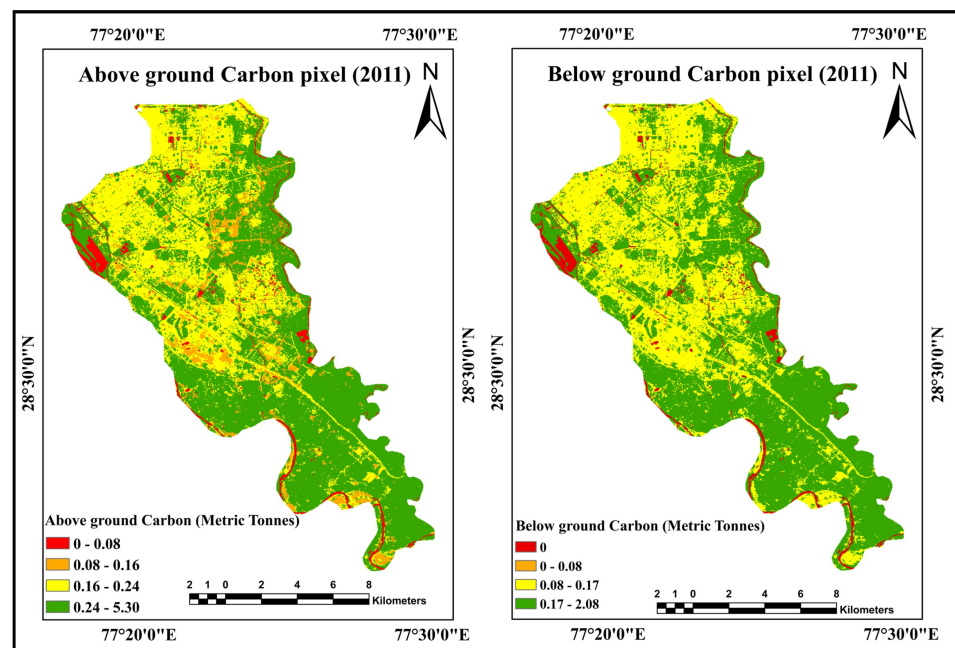 77°20'0"E 77°30'0"E
Above ground Carbon pixel (2011)
N
28°30'0"N
28°30'0"N
Above ground Carbon (Metric Tonnes)
0 - 0.08
0.08 - 0.16
0.16 - 0.24
0.24 - 5.30
2 1 0 2 4 6 8
Kilometers
77°20'0"E 77°30'0"E
77°20'0"E 77°30'0"E
Below ground Carbon pixel (2011)
N
28°30'0"N
28°30'0"N
Below ground Carbon (Metric Tonnes)
0
0 - 0.08
0.08 - 0.17
0.17 - 2.08
2 1 0 2 4 6 8
Kilometers
77°20'0"E 77°30'0"E